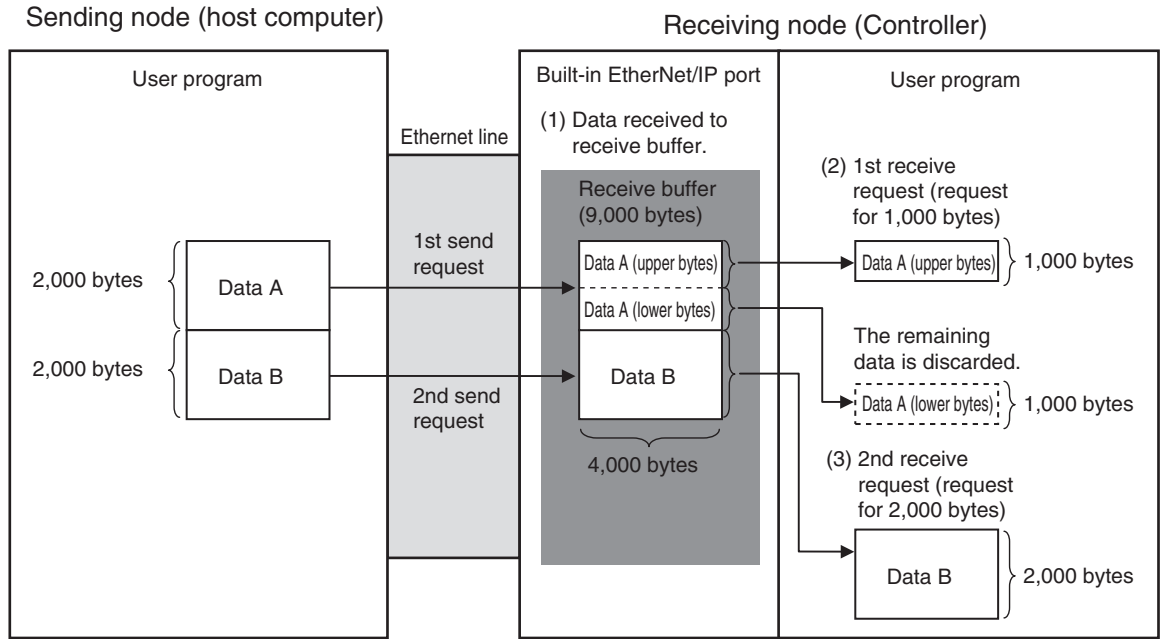 Sending node (host computer)
Receiving node (Controller)
User program
Built-in EtherNet/IP port
User program
Ethernet line
(1) Data received to
receive buffer.
Receive buffer
(9,000 bytes)
(2) 1st receive
request (request
for 1,000 bytes)
1st send
request
2,000 bytes
Data A
Data A (upper bytes)
Data A (lower bytes)
Data A (upper bytes)
1,000 bytes
The remaining
data is discarded.
2,000 bytes
Data B
2nd send
request
Data B
Data A (lower bytes)
1,000 bytes
4,000 bytes
(3) 2nd receive
request (request
for 2,000 bytes)
Data B
2,000 bytes